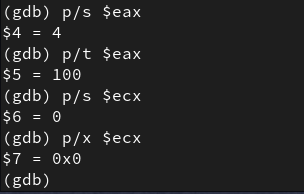 (gdb) p/s $eax
$4 = 4
(gdb) p/t $eax
$5 = 100
(gdb) p/s $ecx
$6 = 0
(gdb) p/x $ecx
$7 = 0x0
(gdb)